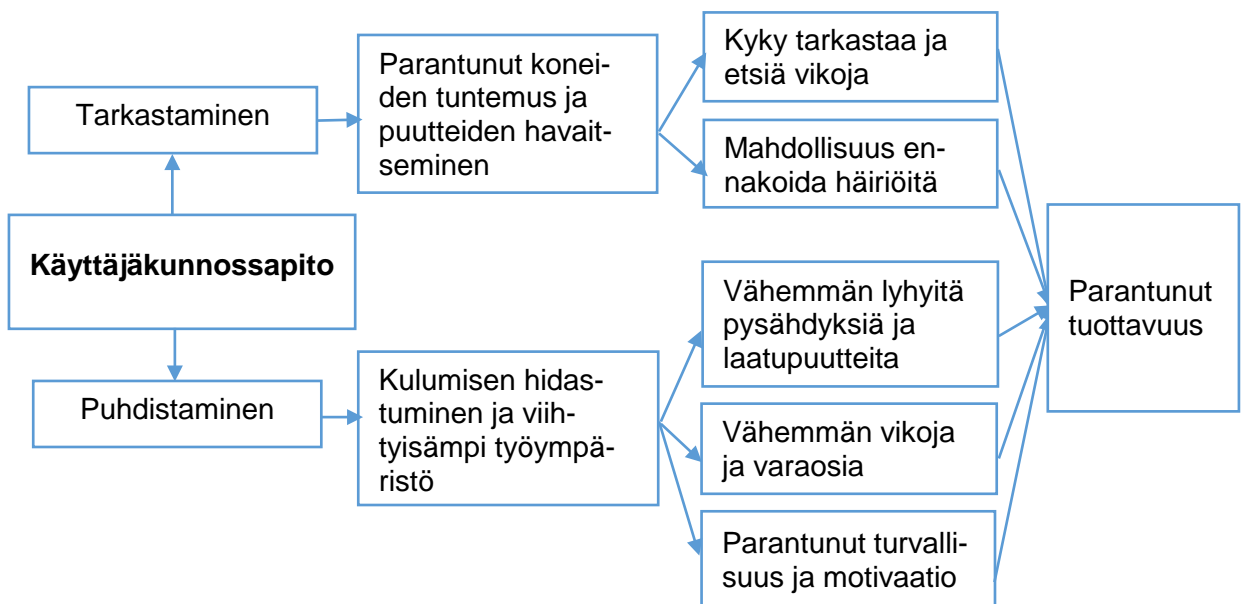 Tarkastaminen
Käyttäjäkunnossapito
Puhdistaminen
Parantunut konei-
den tuntemus ja
puutteiden havait-
seminen
Kulumisen hidas-
tuminen ja viih-
tyisämpi työympä-
ristö
Kyky tarkastaa ja
etsiä vikoja
Mahdollisuus en-
nakoida häiriöitä
Vähemmän lyhyitä
pysähdyksiä ja
laatupuutteita
Vähemmän vikoja
ja varaosia
Parantunut turvalli-
suus ja motivaatio
Parantunut
tuottavuus